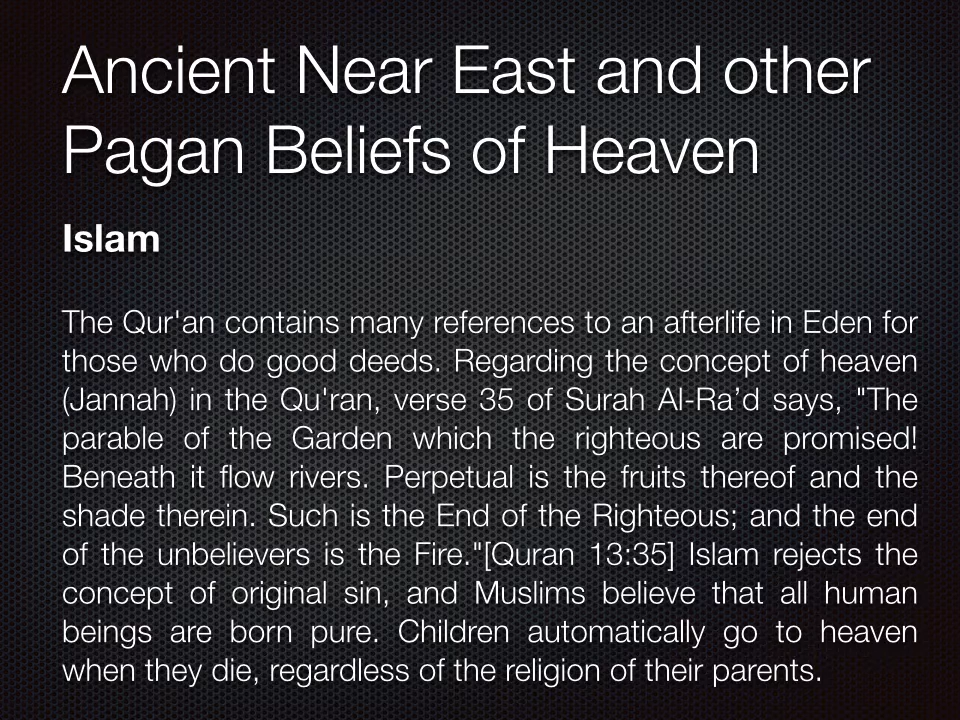 Ancient Near East and other
Pagan Beliefs of Heaven
Islam
The Qur'an contains many references to an afterlife in Eden for
those who do good deeds. Regarding the concept of heaven
(Jannah) in the Qu'ran, verse 35 of Surah Al-Ra’d says, "The
parable of the Garden which the righteous are promised!
Beneath it flow rivers. Perpetual is the fruits thereof and the
shade therein. Such is the End of the Righteous; and the end
of the unbelievers is the Fire."[Quran 13:35] Islam rejects the
concept of original sin, and Muslims believe that all human
beings are born pure. Children automatically go to heaven
when they die, regardless of the religion of their parents.